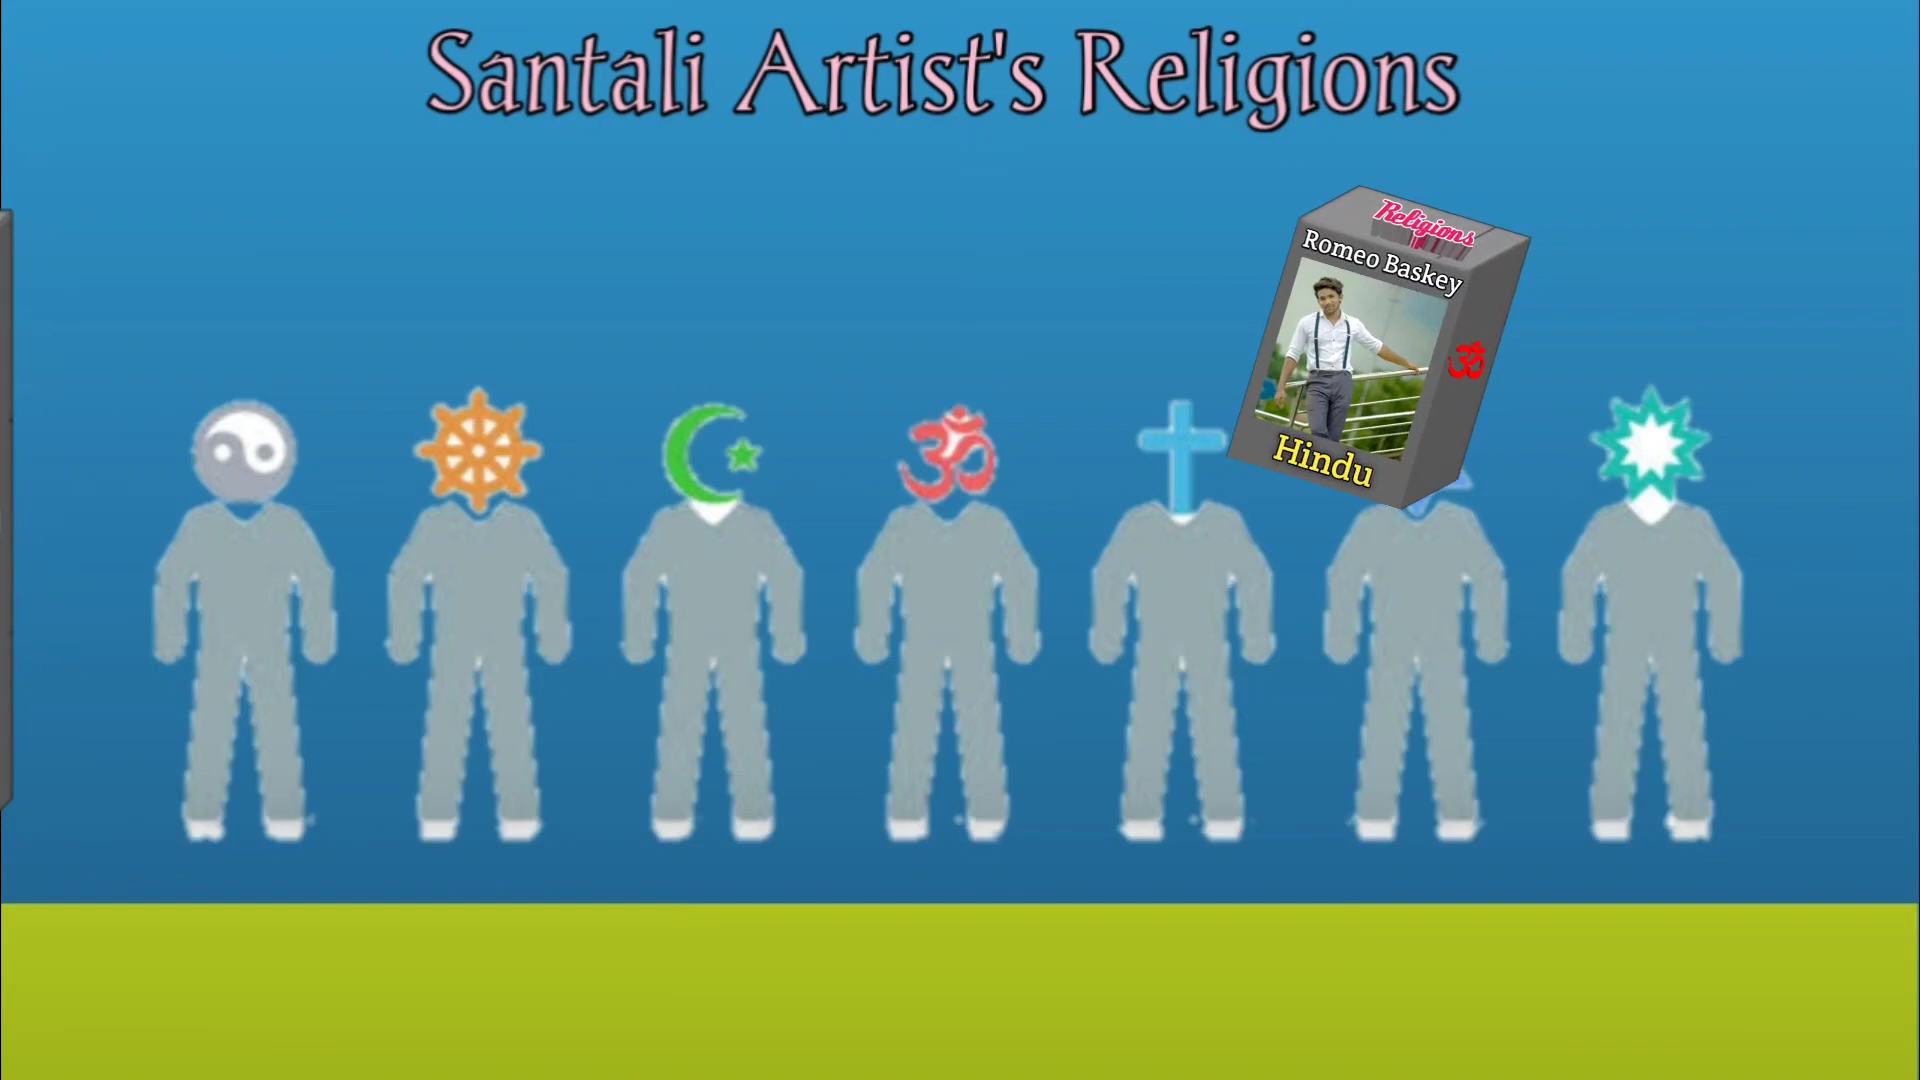 Santali Artist's Religions
Religions
Romeo Baskey
ॐ
Hindu
ॐ